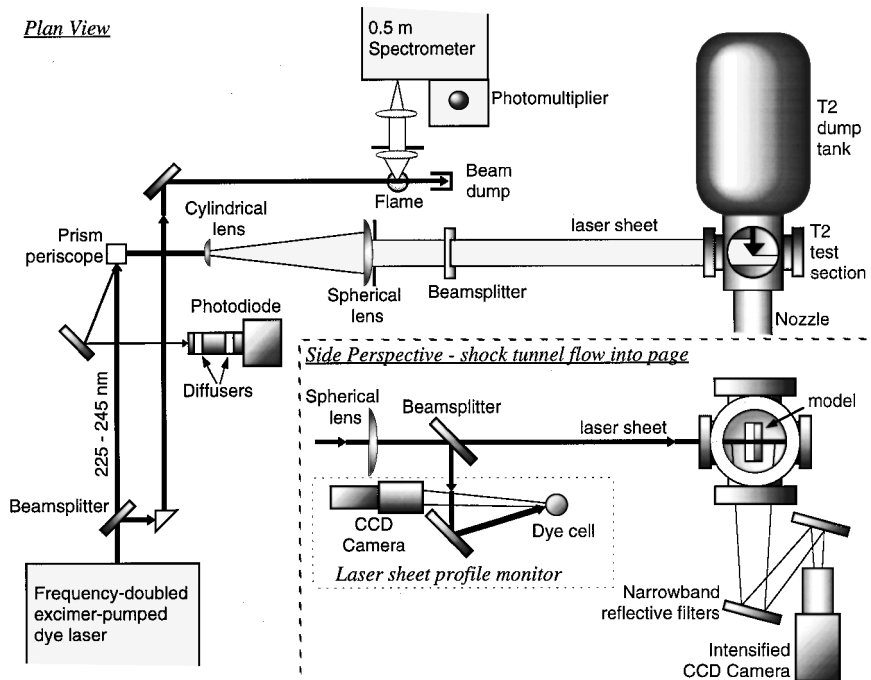 Plan View
0.5 m
Spectrometer
Photomultiplier
T2
dump
tank
Beam
dump
Flame
Cylindrical
lens
laser sheet
Prism
periscope
T2
test
section
Spherical
lens
Beamsplitter
Photodiode
Nozzle
Diffusers
225 - 245 nm
Beamsplitter
Frequency-doubled
excimer-pumped
dye laser
Side Perspective - shock tunnel flow into page
Spherical
lens
Beamsplitter
model
laser sheet
CCD
Camera
Dye cell
Laser sheet profile monitor
Narrowband
reflective filters
Intensified
CCD Camera